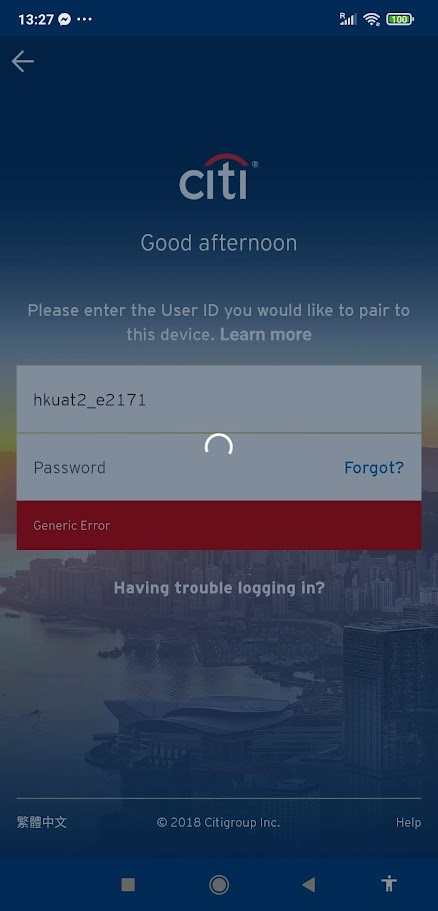 13:27
R
100
citi®
Good afternoon
Please enter the User ID you would like to pair to
this device. Learn more
hkuat2_e2171
Password Forgot?
Generic Error
Having trouble logging in?
繁體中文 © 2018 Citigroup Inc. Help